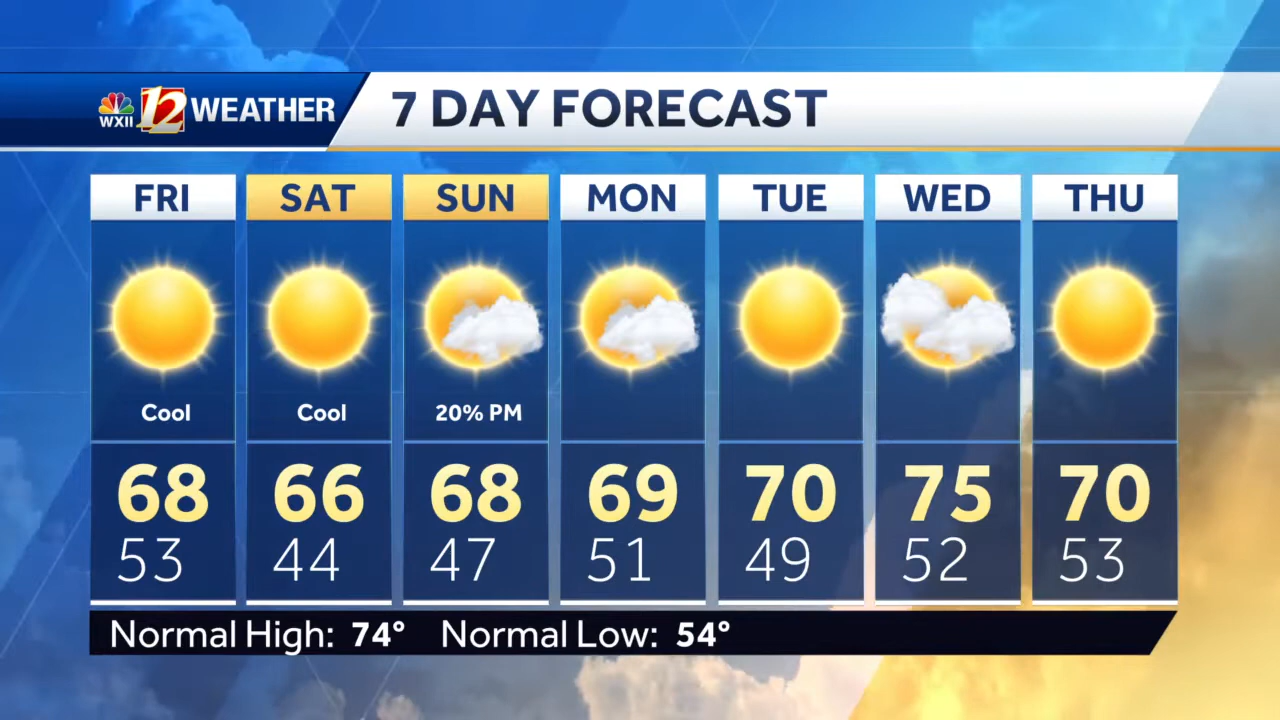 WXII 12 WEATHER
7 DAY FORECAST
FRI SAT SUN MON TUE WED THU
Cool Cool 20% PM
68 66 68 69 70 75 70
53 44 47 51 49 52 53
Normal High: 74° Normal Low: 54°